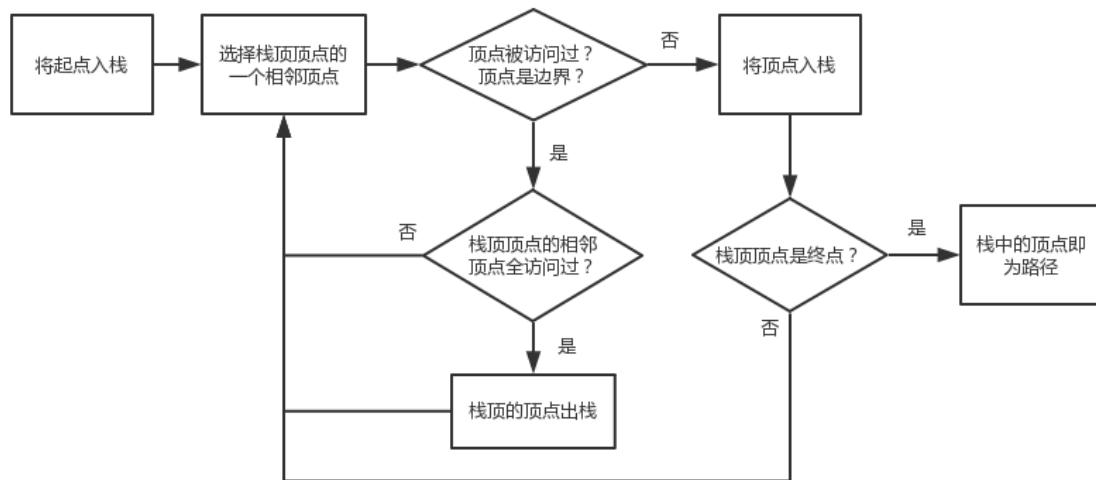 将起点入栈
选择栈顶顶点的
一个相邻顶点
顶点被访问过？
顶点是边界？
否
将顶点入栈
是
栈顶顶点的相邻
顶点全访问过？
否
是
栈顶的顶点出栈
栈顶顶点是终点？
是
否
栈中的顶点即
为路径